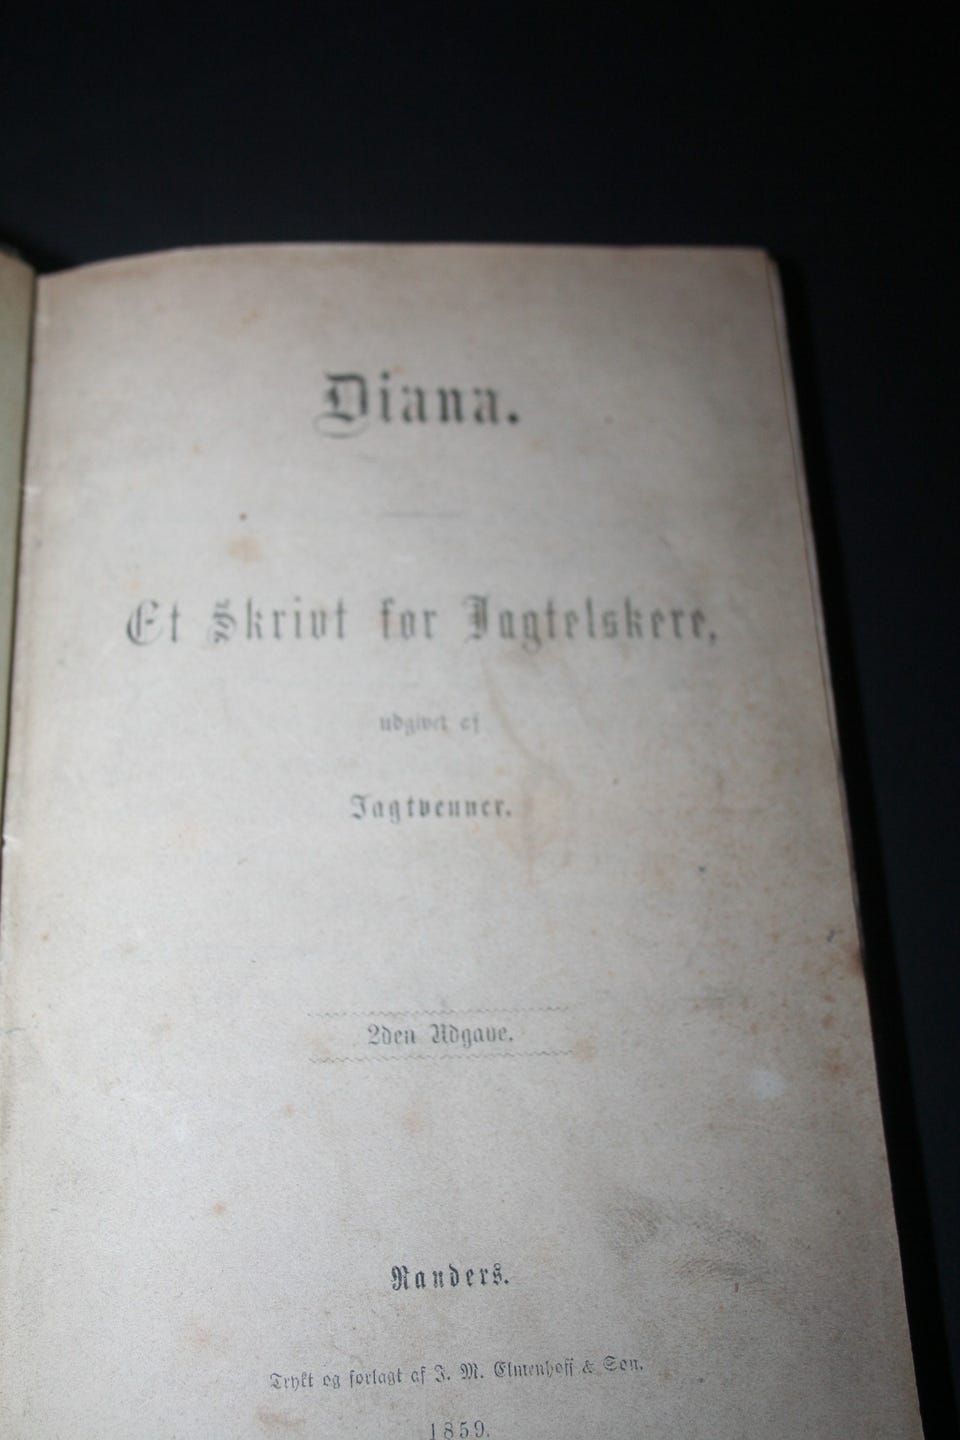 Diana.
Et Skrivt for Jagtelskere,
udgivet af
Jagtvenner.
2den Udgave.
Randers.
Trykt og forlagt af J. M. Elmenhoff & Søn.
1859.